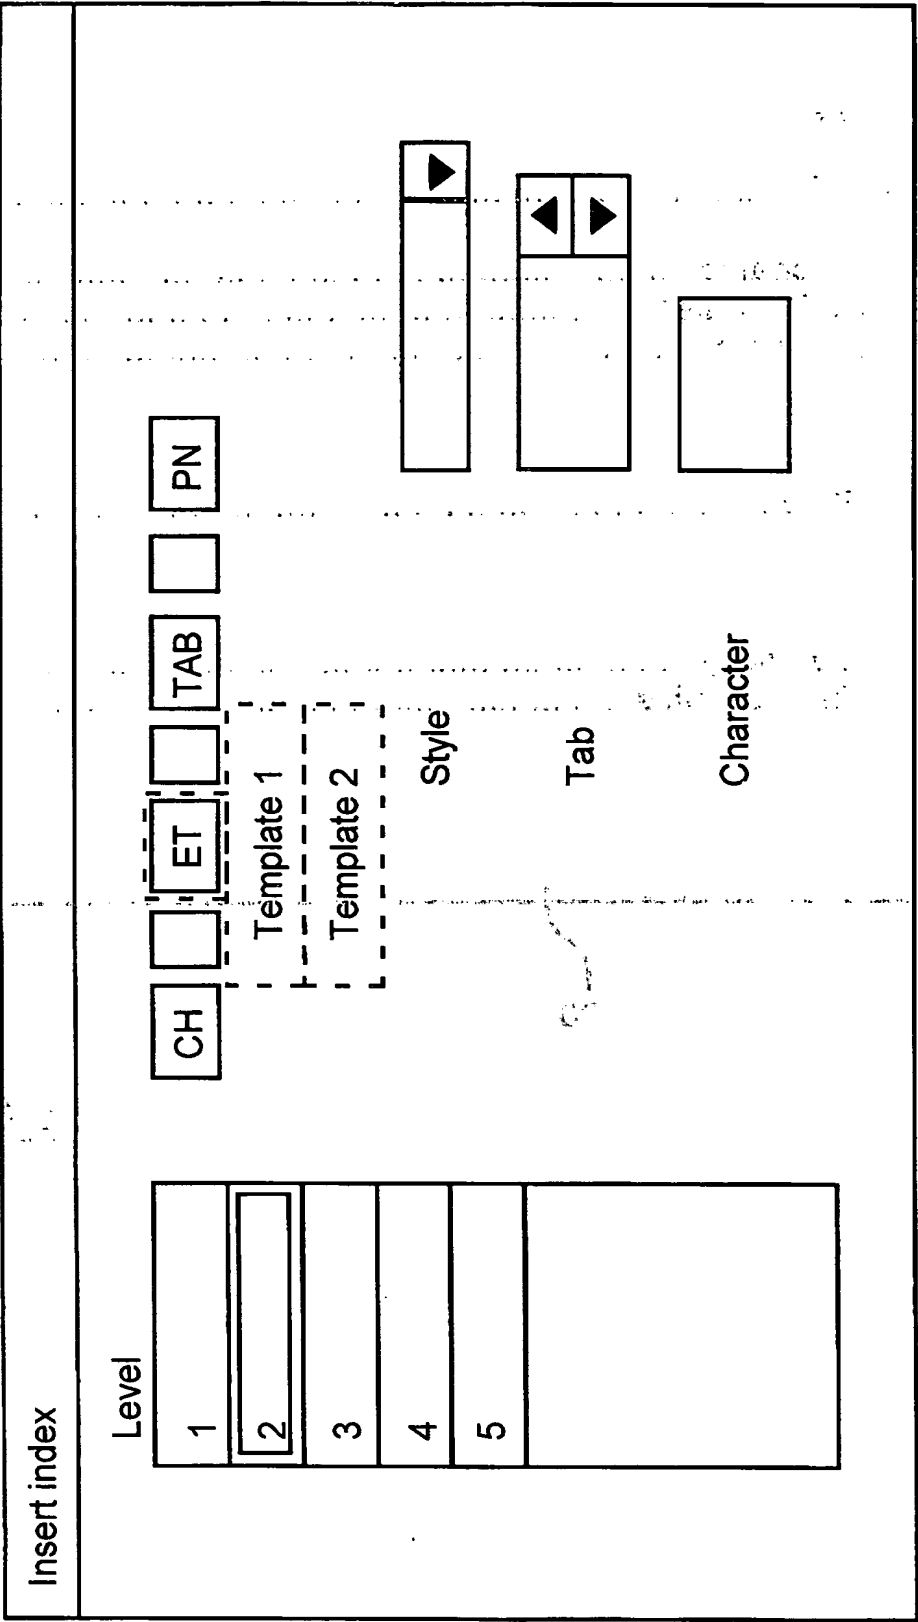 Insert index
Level
1
2
3
4
5
CH ET TAB PN
Template 1
Template 2
Style
Tab
Character